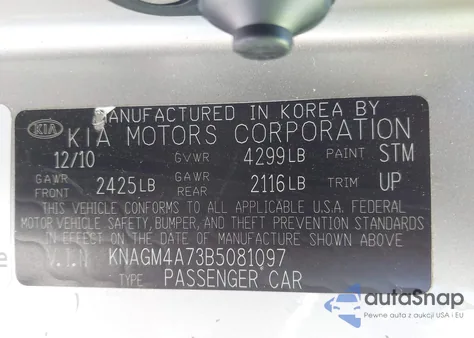 MANUFACTURED IN KOREA BY
KIA KIA MOTORS CORPORATION
12/10 GVWR 4299LB PAINT STM
GAWR FRONT 2425LB GAWR REAR 2116LB TRIM UP
THIS VEHICLE CONFORMS TO ALL APPLICABLE U.S.A. FEDERAL
MOTOR VEHICLE SAFETY, BUMPER, AND THEFT PREVENTION
STANDARDS IN EFFECT ON THE DATE OF MANUFACTURE SHOWN ABOVE.
V.I.N KNAGM4A73B5081097
TYPE PASSENGER CAR
autoSnap
Pewne auta z aukcji USA i EU